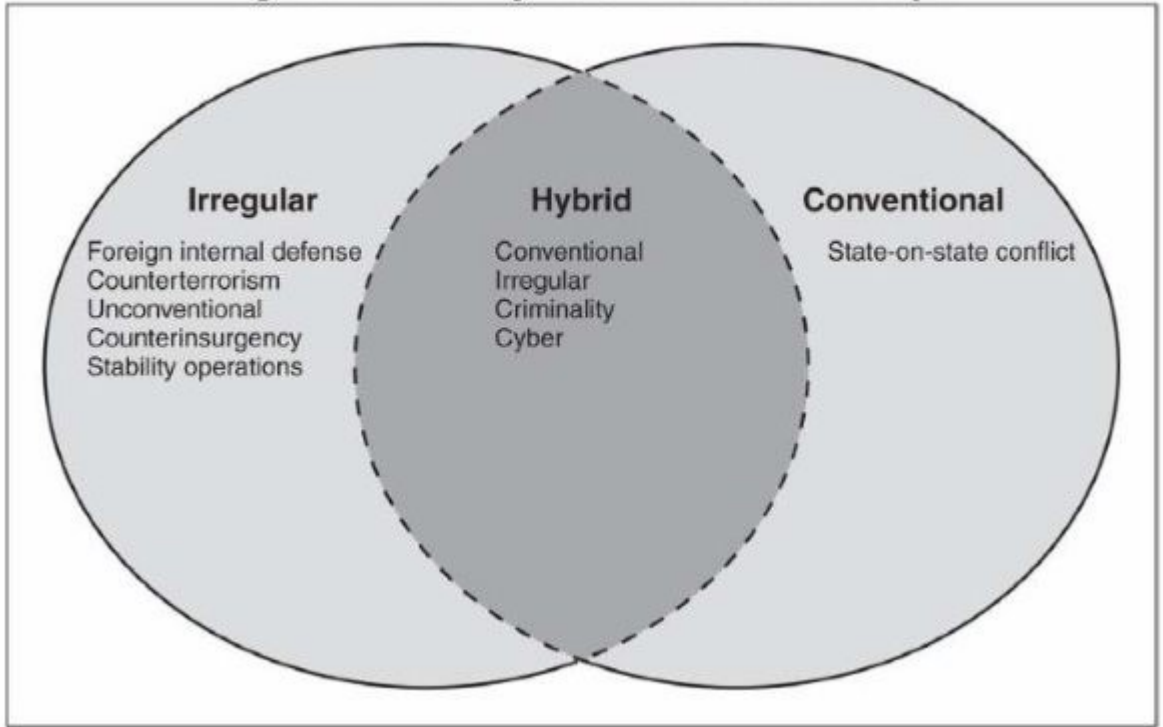 Irregular
Foreign internal defense
Counterterrorism
Unconventional
Counterinsurgency
Stability operations
Hybrid
Conventional
Irregular
Criminality
Cyber
Conventional
State-on-state conflict